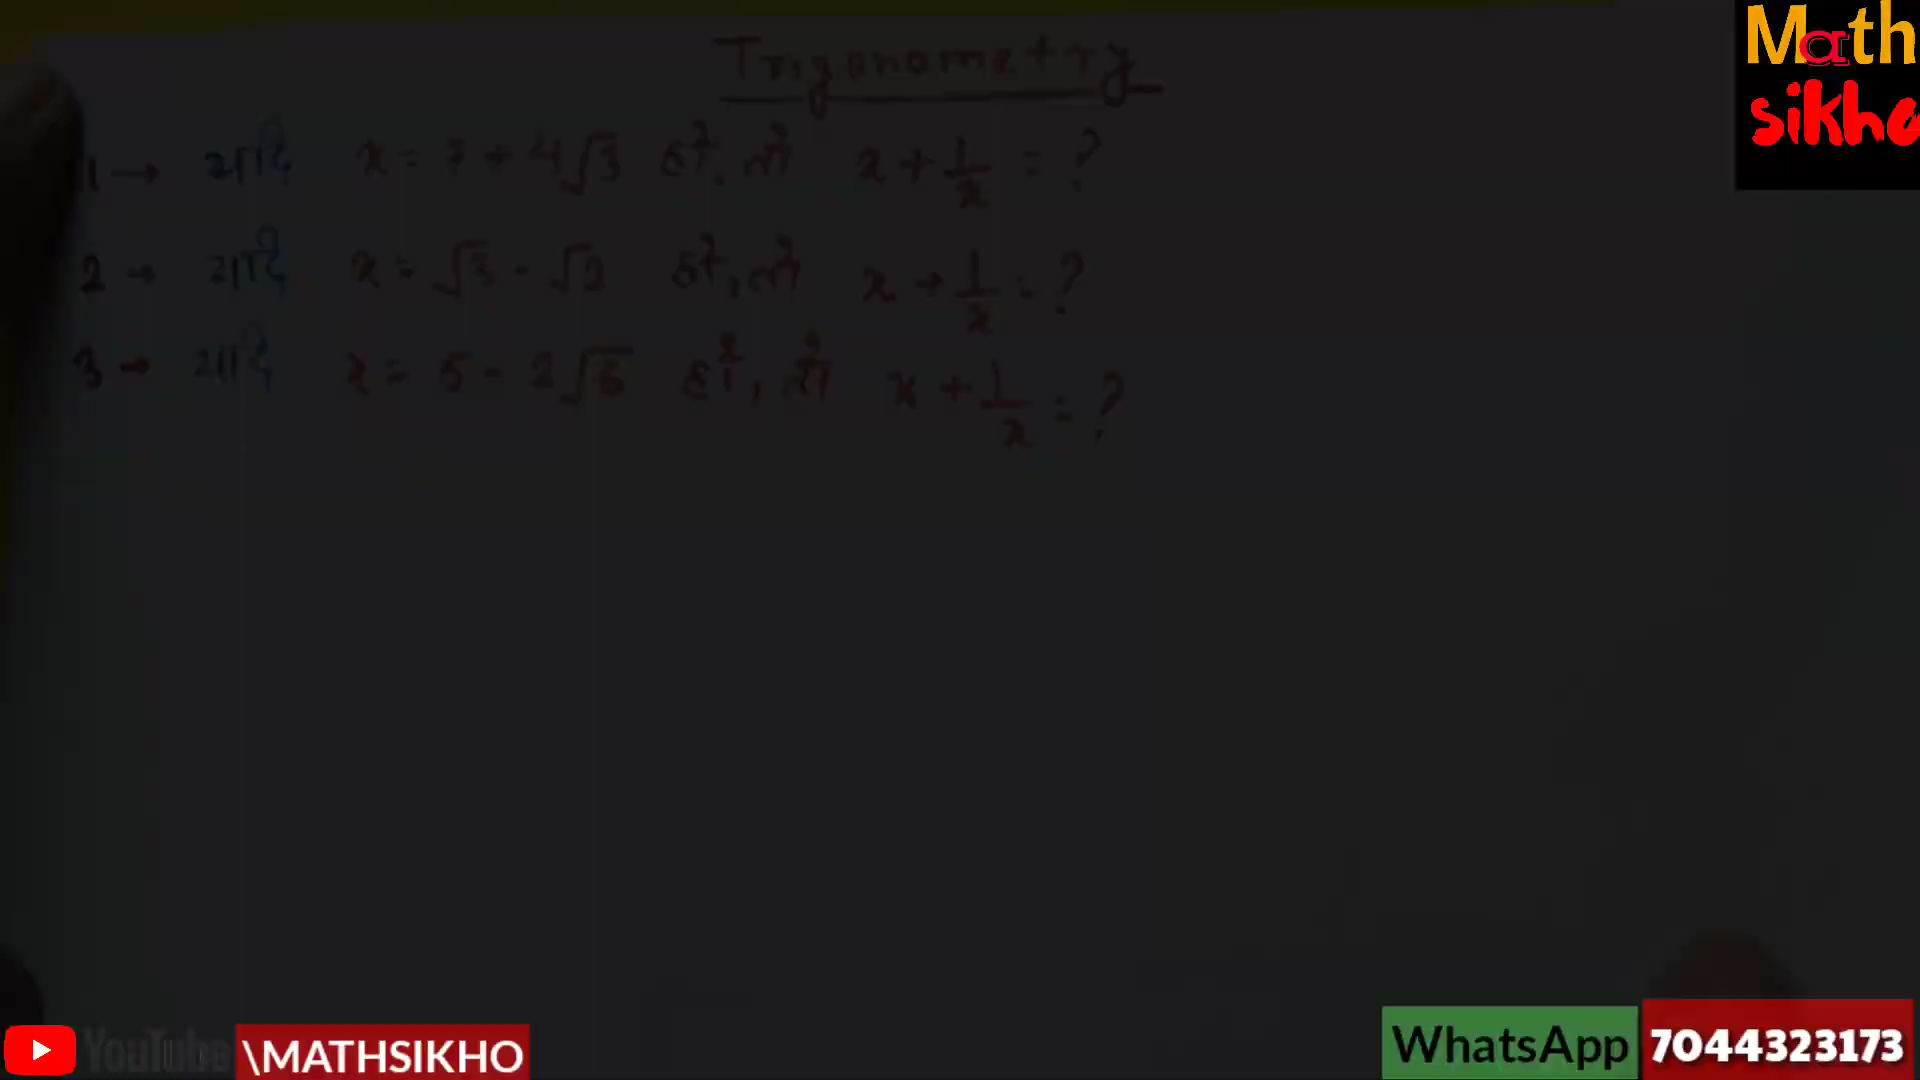 Trigonometry
Math
sikho
1 → यदि x = 7 + 4√3 हो, तो x + 1/x = ?
2 → यदि x = √3 - √2 हो, तो x + 1/x = ?
3 → यदि x = 5 - 2√6 हो, तो x + 1/x = ?
YouTube \MATHSIKHO
WhatsApp 7044323173